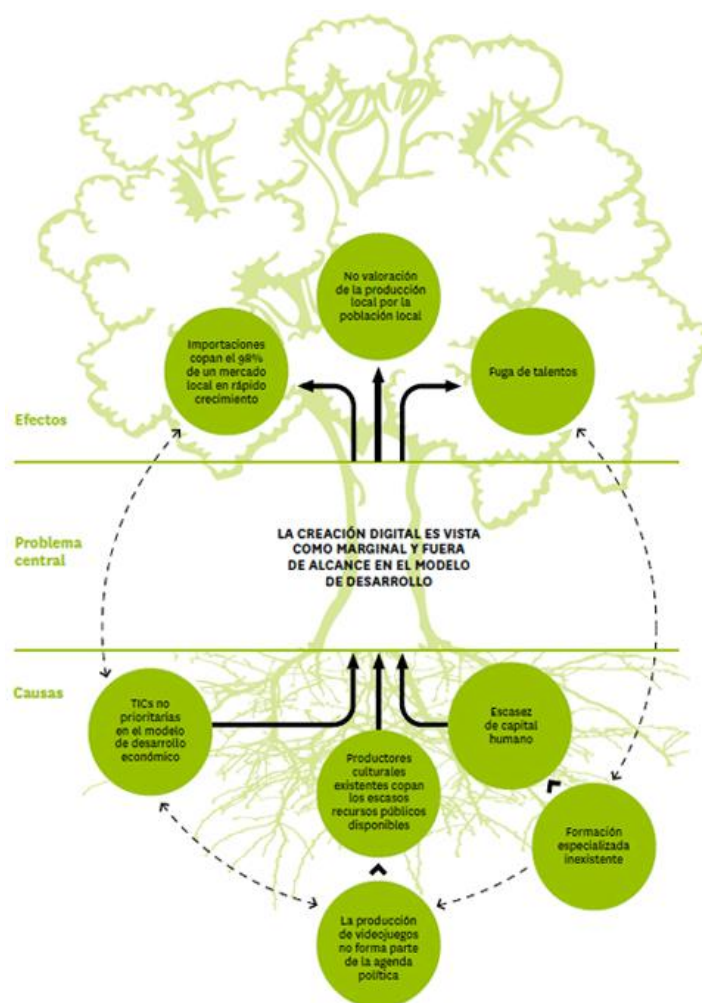 No valoración
de la producción
local por la
población local
Importaciones
copan el 98%
de un mercado
local en rápido
crecimiento
Fuga de talentos
Efectos
Problema
central
LA CREACIÓN DIGITAL ES VISTA
COMO MARGINAL Y FUERA
DE ALCANCE EN EL MODELO
DE DESARROLLO
Causas
TICs no
prioritarias
en el modelo
de desarrollo
económico
Escasez
de capital
humano
Productores
culturales
existentes copan
los escasos
recursos públicos
disponibles
Formación
especializada
inexistente
La producción
de videojuegos
no forma parte
de la agenda
política